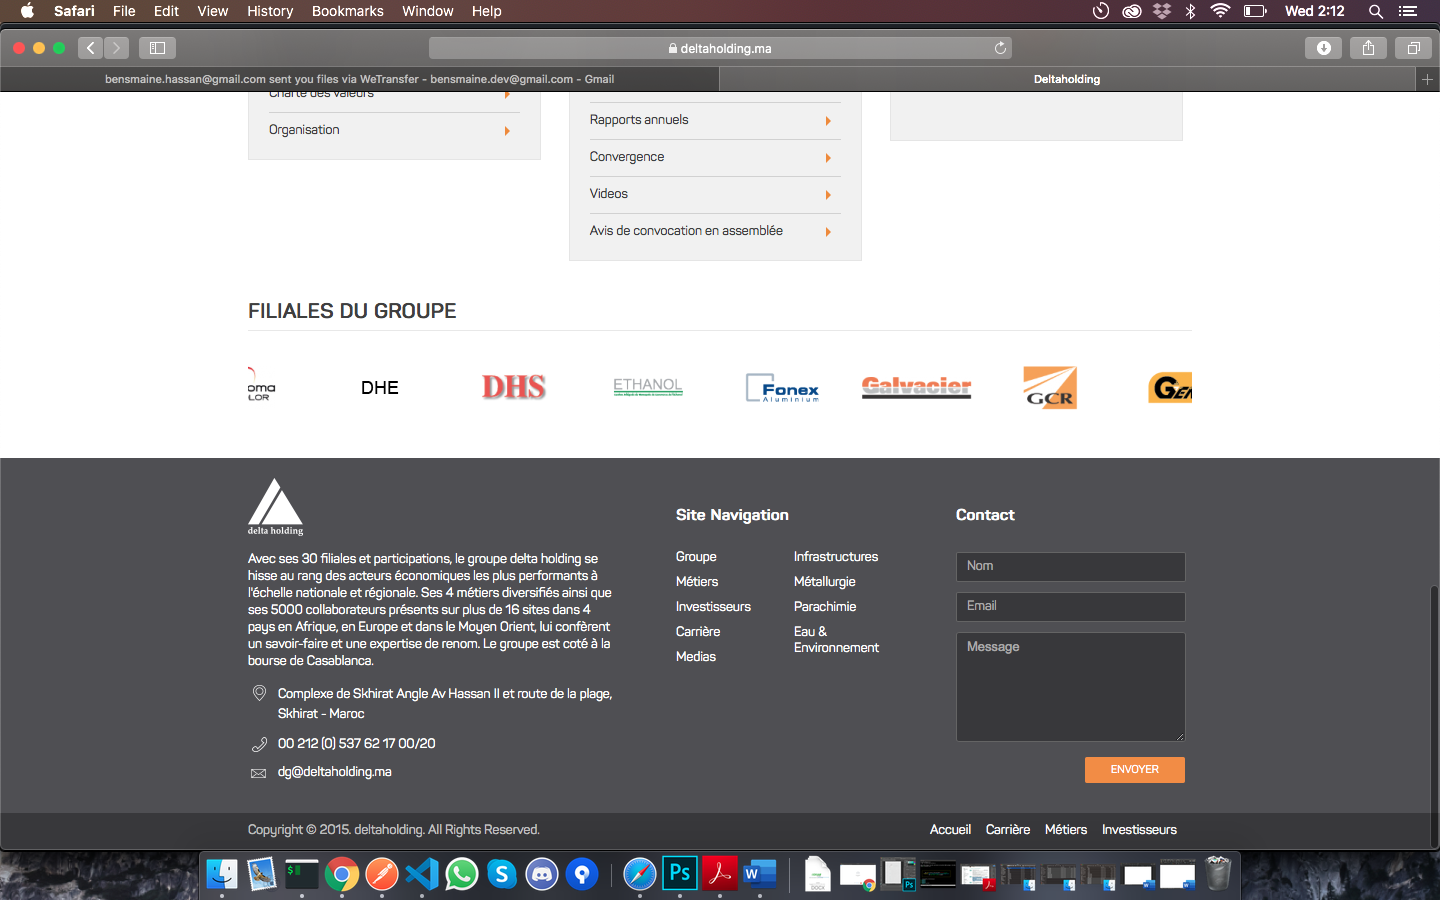 Safari File Edit View History Bookmarks Window Help Wed 2:12
deltaholding.ma
bensmaine.hassan@gmail.com sent you files via WeTransfer - bensmaine.dev@gmail.com - Gmail
Deltaholding
Charte des valeurs
Organisation
Rapports annuels
Convergence
Videos
Avis de convocation en assemblée
FILIALES DU GROUPE
oma
LOR
DHE
DHS
ETHANOL
Fonex
Aluminium
Galvacier
GCR
GEN
delta holding
Avec ses 30 filiales et participations, le groupe delta holding se
hisse au rang des acteurs économiques les plus performants à
l'échelle nationale et régionale. Ses 4 métiers diversifiés ainsi que
ses 5000 collaborateurs présents sur plus de 16 sites dans 4
pays en Afrique, en Europe et dans le Moyen Orient, lui confèrent
un savoir-faire et une expertise de renom. Le groupe est coté à la
bourse de Casablanca.
Complexe de Skhirat Angle Av Hassan II et route de la plage,
Skhirat - Maroc
00 212 (0) 537 62 17 00/20
dg@deltaholding.ma
Site Navigation
Groupe
Métiers
Investisseurs
Carrière
Medias
Infrastructures
Métallurgie
Parachimie
Eau &
Environnement
Contact
Nom
Email
Message
ENVOYER
Copyright © 2015. deltaholding. All Rights Reserved.
Accueil Carrière Métiers Investisseurs
Ps
W
DOCX